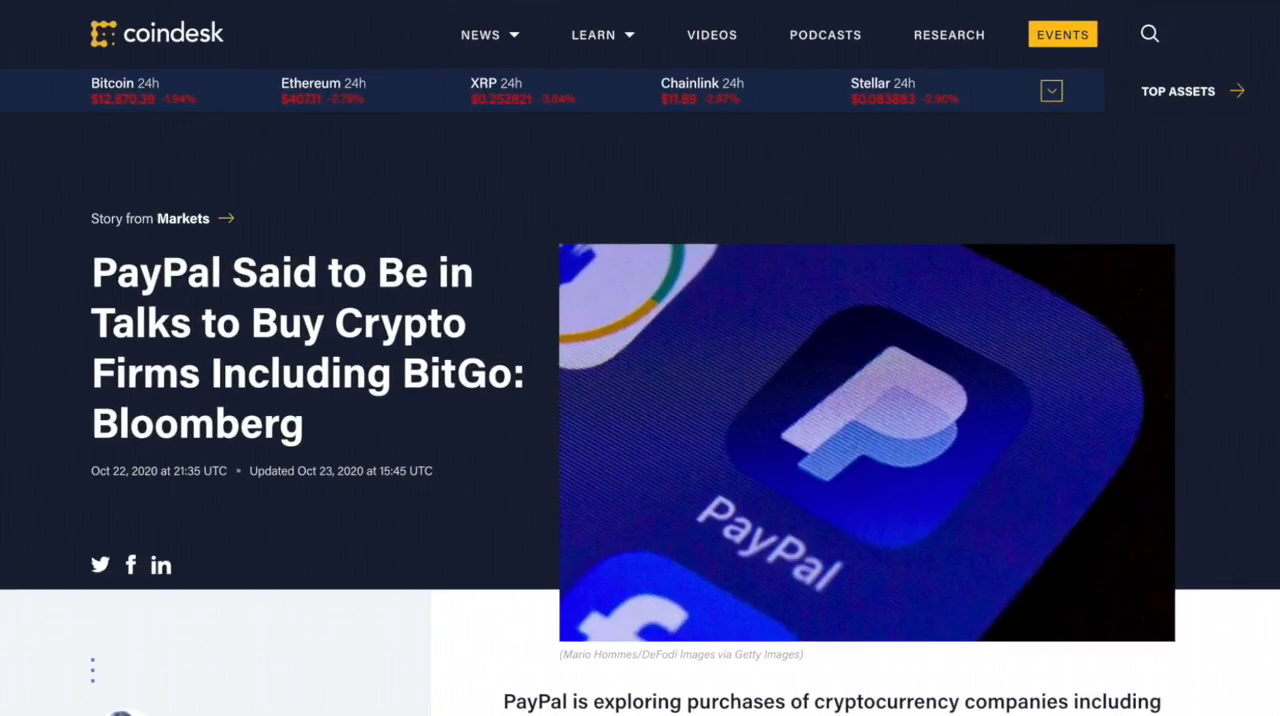 coindesk
NEWS
LEARN
VIDEOS
PODCASTS
RESEARCH
EVENTS
Bitcoin 24h
$12,870.39 -1.94%
Ethereum 24h
$407.11 -2.78%
XRP 24h
$0.252821 -3.64%
Chainlink 24h
$11.89 -2.87%
Stellar 24h
$0.083883 -2.90%
TOP ASSETS
Story from Markets
PayPal Said to Be in
Talks to Buy Crypto
Firms Including BitGo:
Bloomberg
Oct 22, 2020 at 21:35 UTC • Updated Oct 23, 2020 at 15:45 UTC
PayPal
(Mario Hommes/DeFodi Images via Getty Images)
PayPal is exploring purchases of cryptocurrency companies including